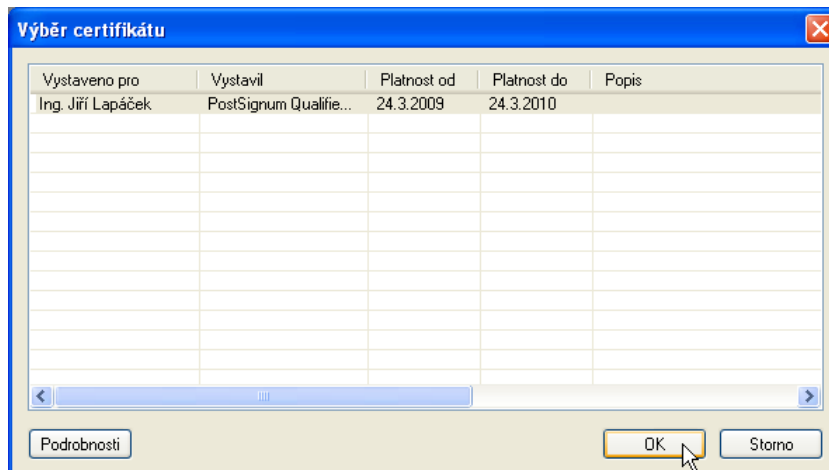 Výběr certifikátu
Vystaveno pro Vystavil Platnost od Platnost do Popis
Ing. Jiří Lapáček PostSignum Qualifie... 24.3.2009 24.3.2010
Podrobnosti OK Storno